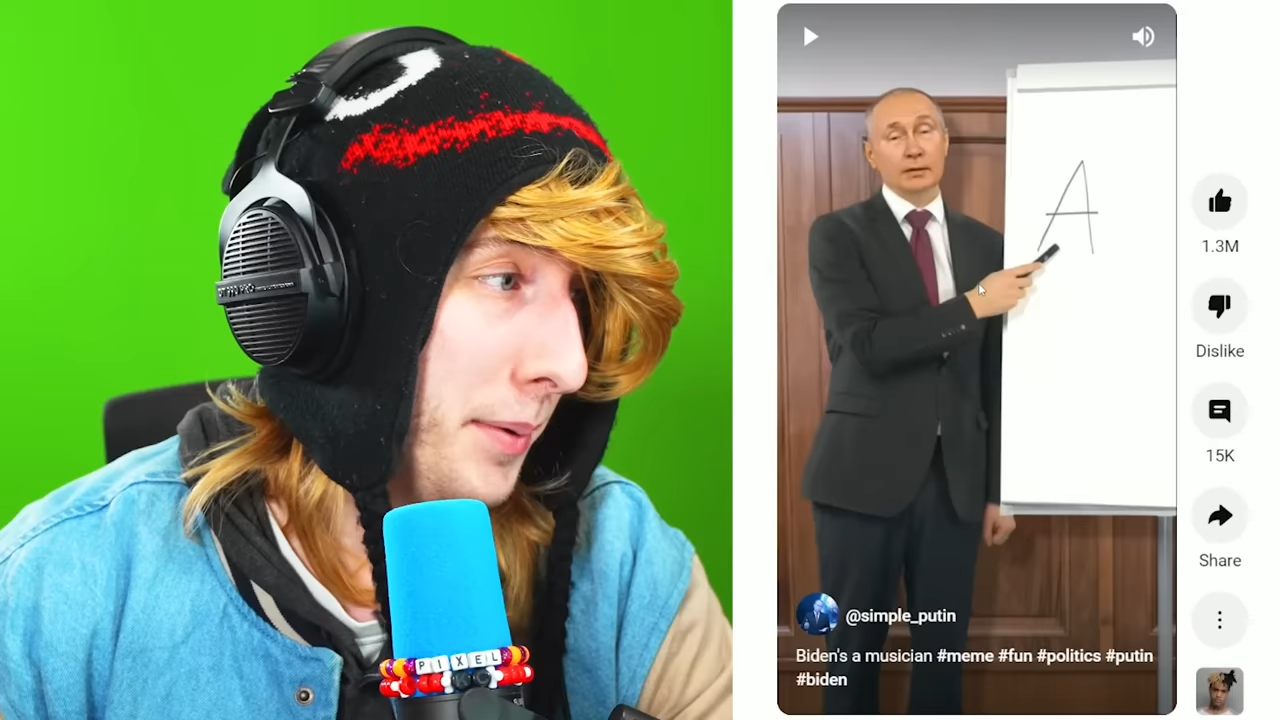 A
1.3M
Dislike
15K
Share
@simple_putin
Biden's a musician #meme #fun #politics #putin
#biden
PIXEL